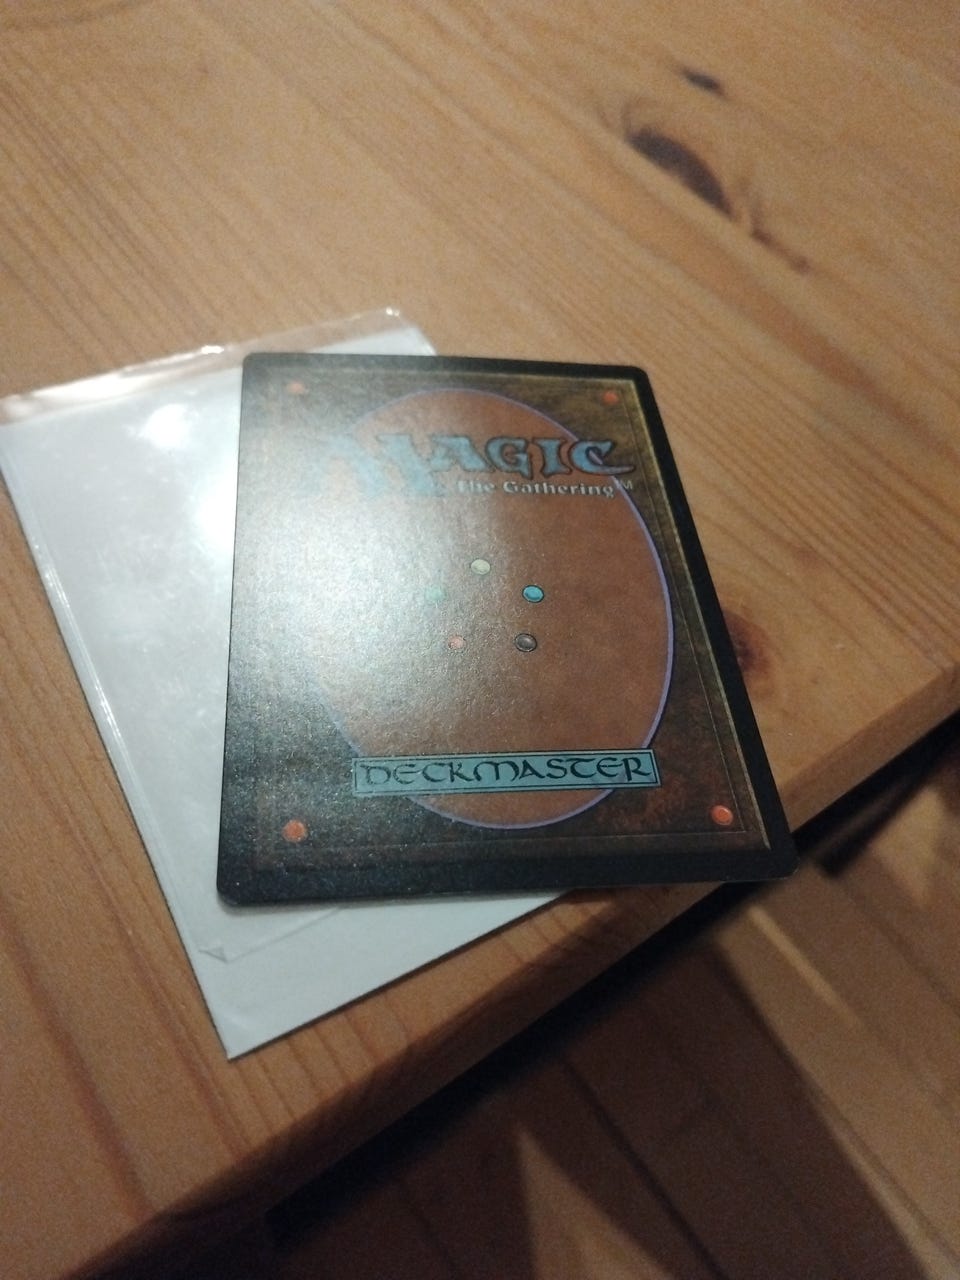 MAGIC
The Gathering™
DECKMASTER